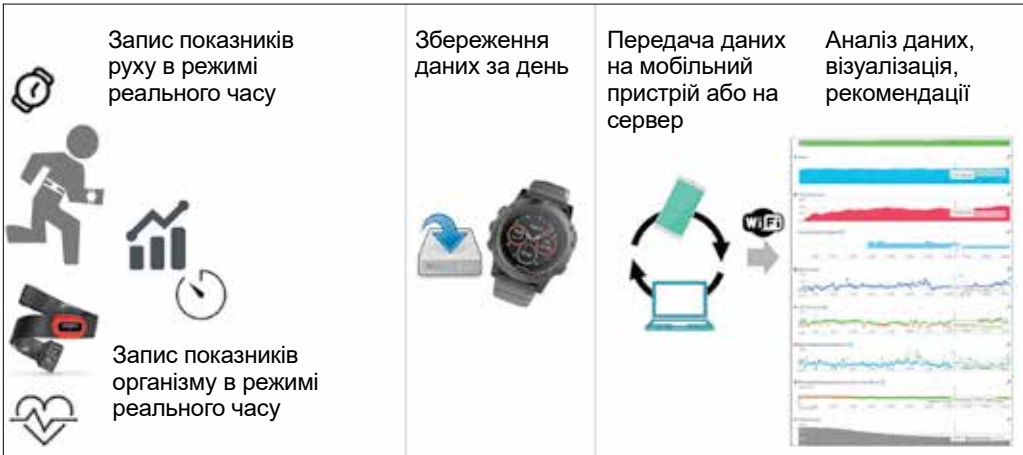 Запис показників
руху в режимі
реального часу
Запис показників
організму в режимі
реального часу
Збереження
даних за день
Передача даних
на мобільний
пристрій або на
сервер
WiFi
Аналіз даних,
візуалізація,
рекомендації